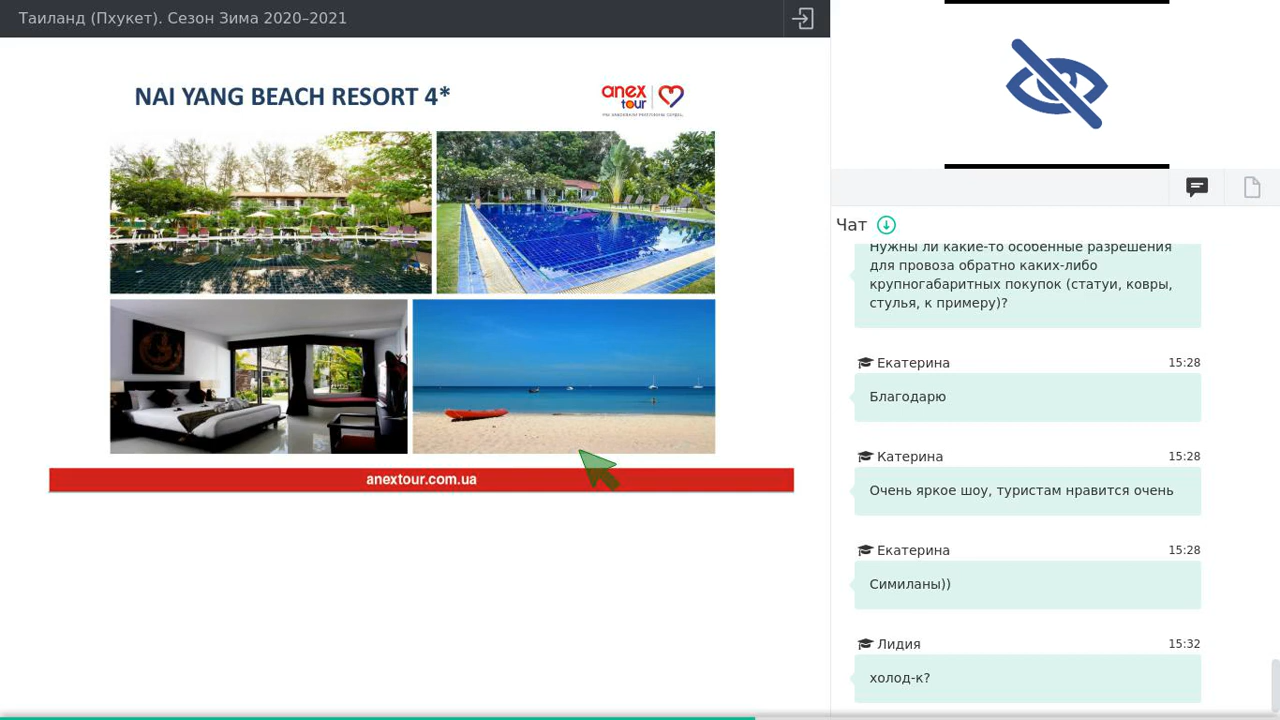 Таиланд (Пхукет). Сезон Зима 2020–2021
NAI YANG BEACH RESORT 4*
anex
tour
anextour.com.ua
Чат
Нужны ли какие-то особенные разрешения
для провоза обратно каких-либо
крупногабаритных покупок (статуи, ковры,
стулья, к примеру)?
Екатерина 15:28
Благодарю
Катерина 15:28
Очень яркое шоу, туристам нравится очень
Екатерина 15:28
Симиланы))
Лидия 15:32
холод-к?